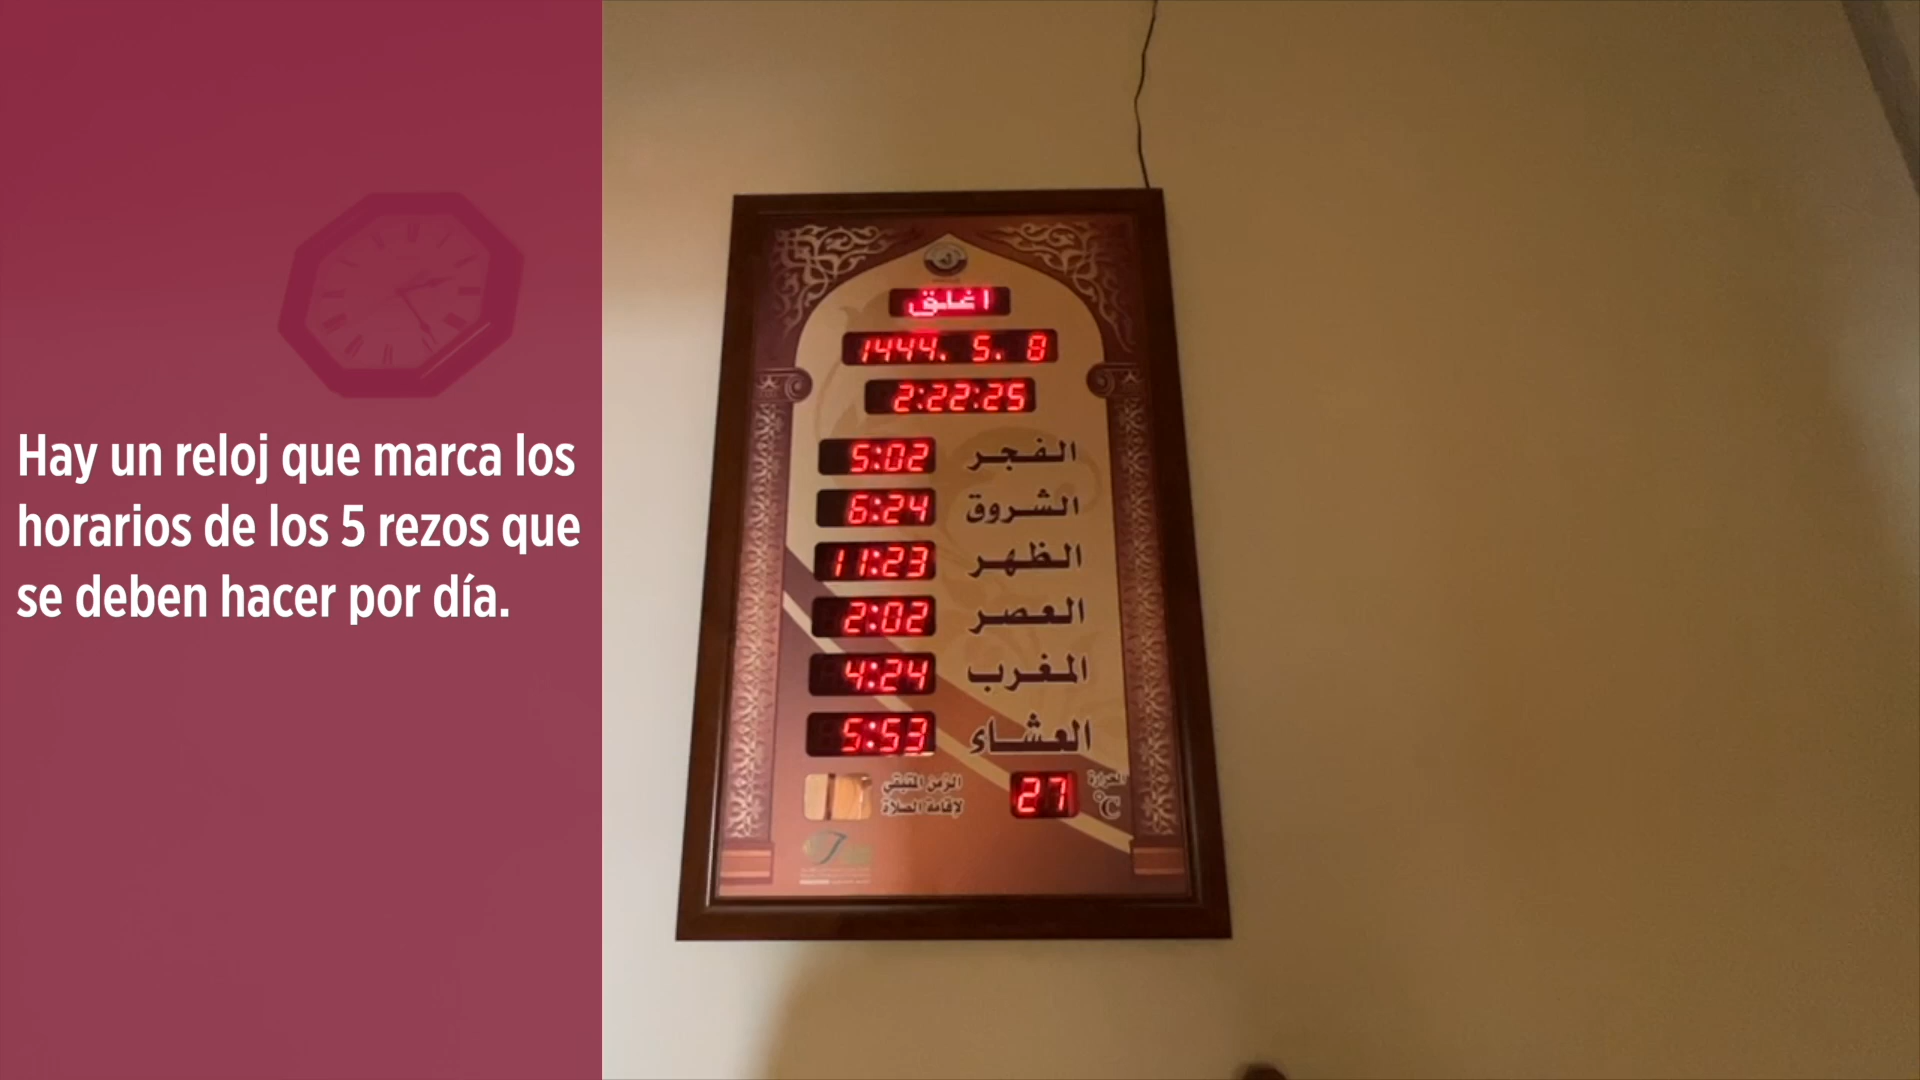 Hay un reloj que marca los
horarios de los 5 rezos que
se deben hacer por día.
اغلق
1444. 5. 8
2:22:25
5:02 الفجر
6:24 الشروق
11:23 الظهر
2:02 العصر
4:24 المغرب
5:53 العشاء
الزمن المتبقي
لإقامة الصلاة
27 الحرارة
°C